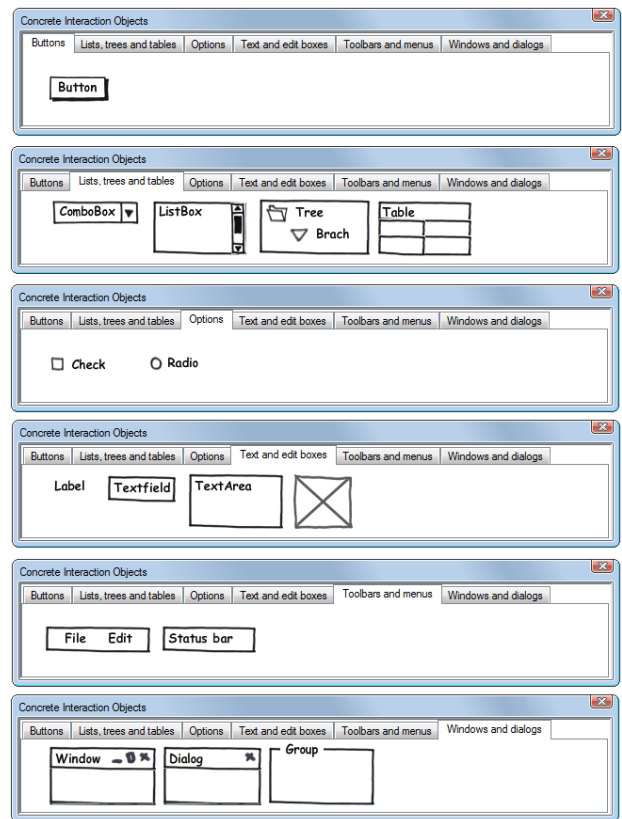 Concrete Interaction Objects
Buttons Lists, trees and tables Options Text and edit boxes Toolbars and menus Windows and dialogs
Button
Concrete Interaction Objects
Buttons Lists, trees and tables Options Text and edit boxes Toolbars and menus Windows and dialogs
ComboBox ListBox Tree Table
Brach
Concrete Interaction Objects
Buttons Lists, trees and tables Options Text and edit boxes Toolbars and menus Windows and dialogs
Check Radio
Concrete Interaction Objects
Buttons Lists, trees and tables Options Text and edit boxes Toolbars and menus Windows and dialogs
Label Textfield TextArea
Concrete Interaction Objects
Buttons Lists, trees and tables Options Text and edit boxes Toolbars and menus Windows and dialogs
File Edit Status bar
Concrete Interaction Objects
Buttons Lists, trees and tables Options Text and edit boxes Toolbars and menus Windows and dialogs
Window Dialog Group